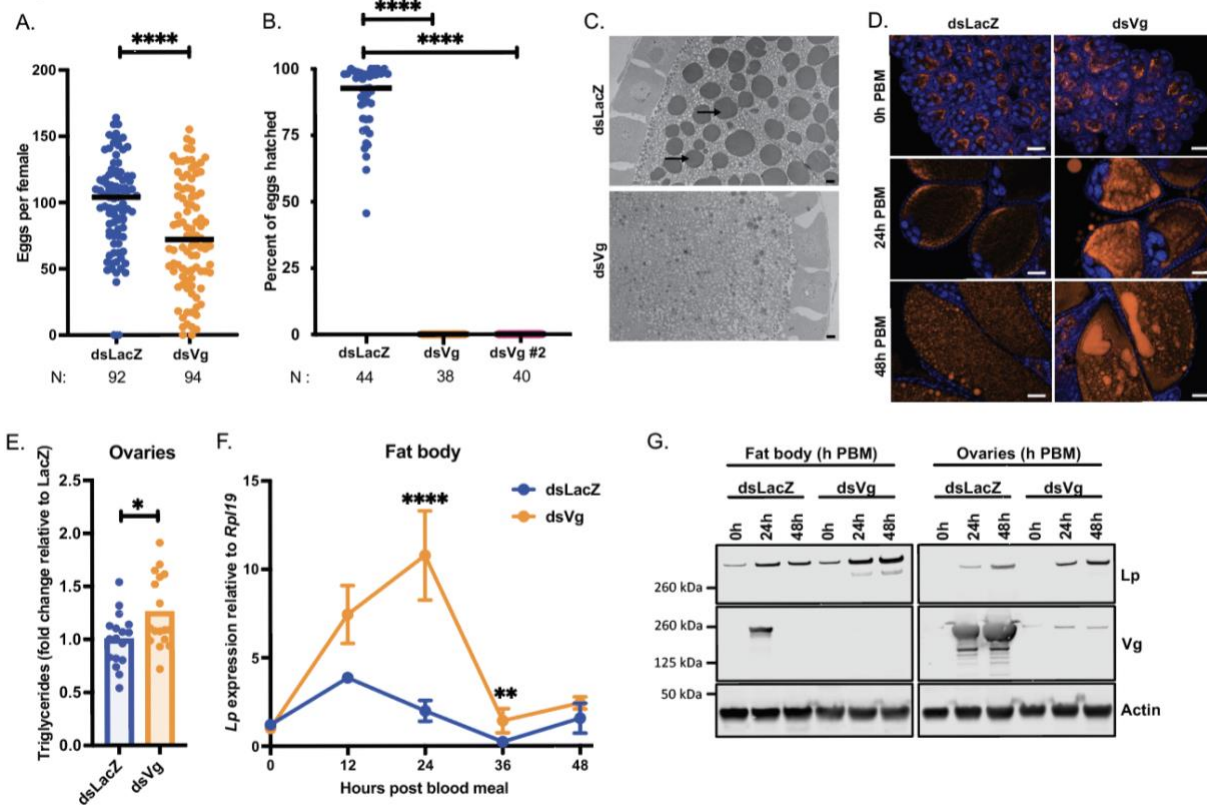 A.
****
200
150
100
50
0
Eggs per female
dsLacZ
dsVg
N:
92
94
B.
****
****
100
75
50
25
0
Percent of eggs hatched
dsLacZ
dsVg
dsVg #2
N :
44
38
40
C.
dsLacZ
dsVg
D.
dsLacZ
dsVg
0h PBM
24h PBM
48h PBM
E.
Ovaries
*
2.5
2.0
1.5
1.0
0.5
0.0
Triglycerides (fold change relative to LacZ)
dsLacZ
dsVg
F.
Fat body
15
10
5
0
Lp expression relative to Rpl19
****
**
dsLacZ
dsVg
0
12
24
36
48
Hours post blood meal
G.
Fat body (h PBM)
Ovaries (h PBM)
dsLacZ
dsVg
dsLacZ
dsVg
0h
24h
48h
0h
24h
48h
0h
24h
48h
0h
24h
48h
260 kDa
Lp
260 kDa
Vg
125 kDa
50 kDa
Actin